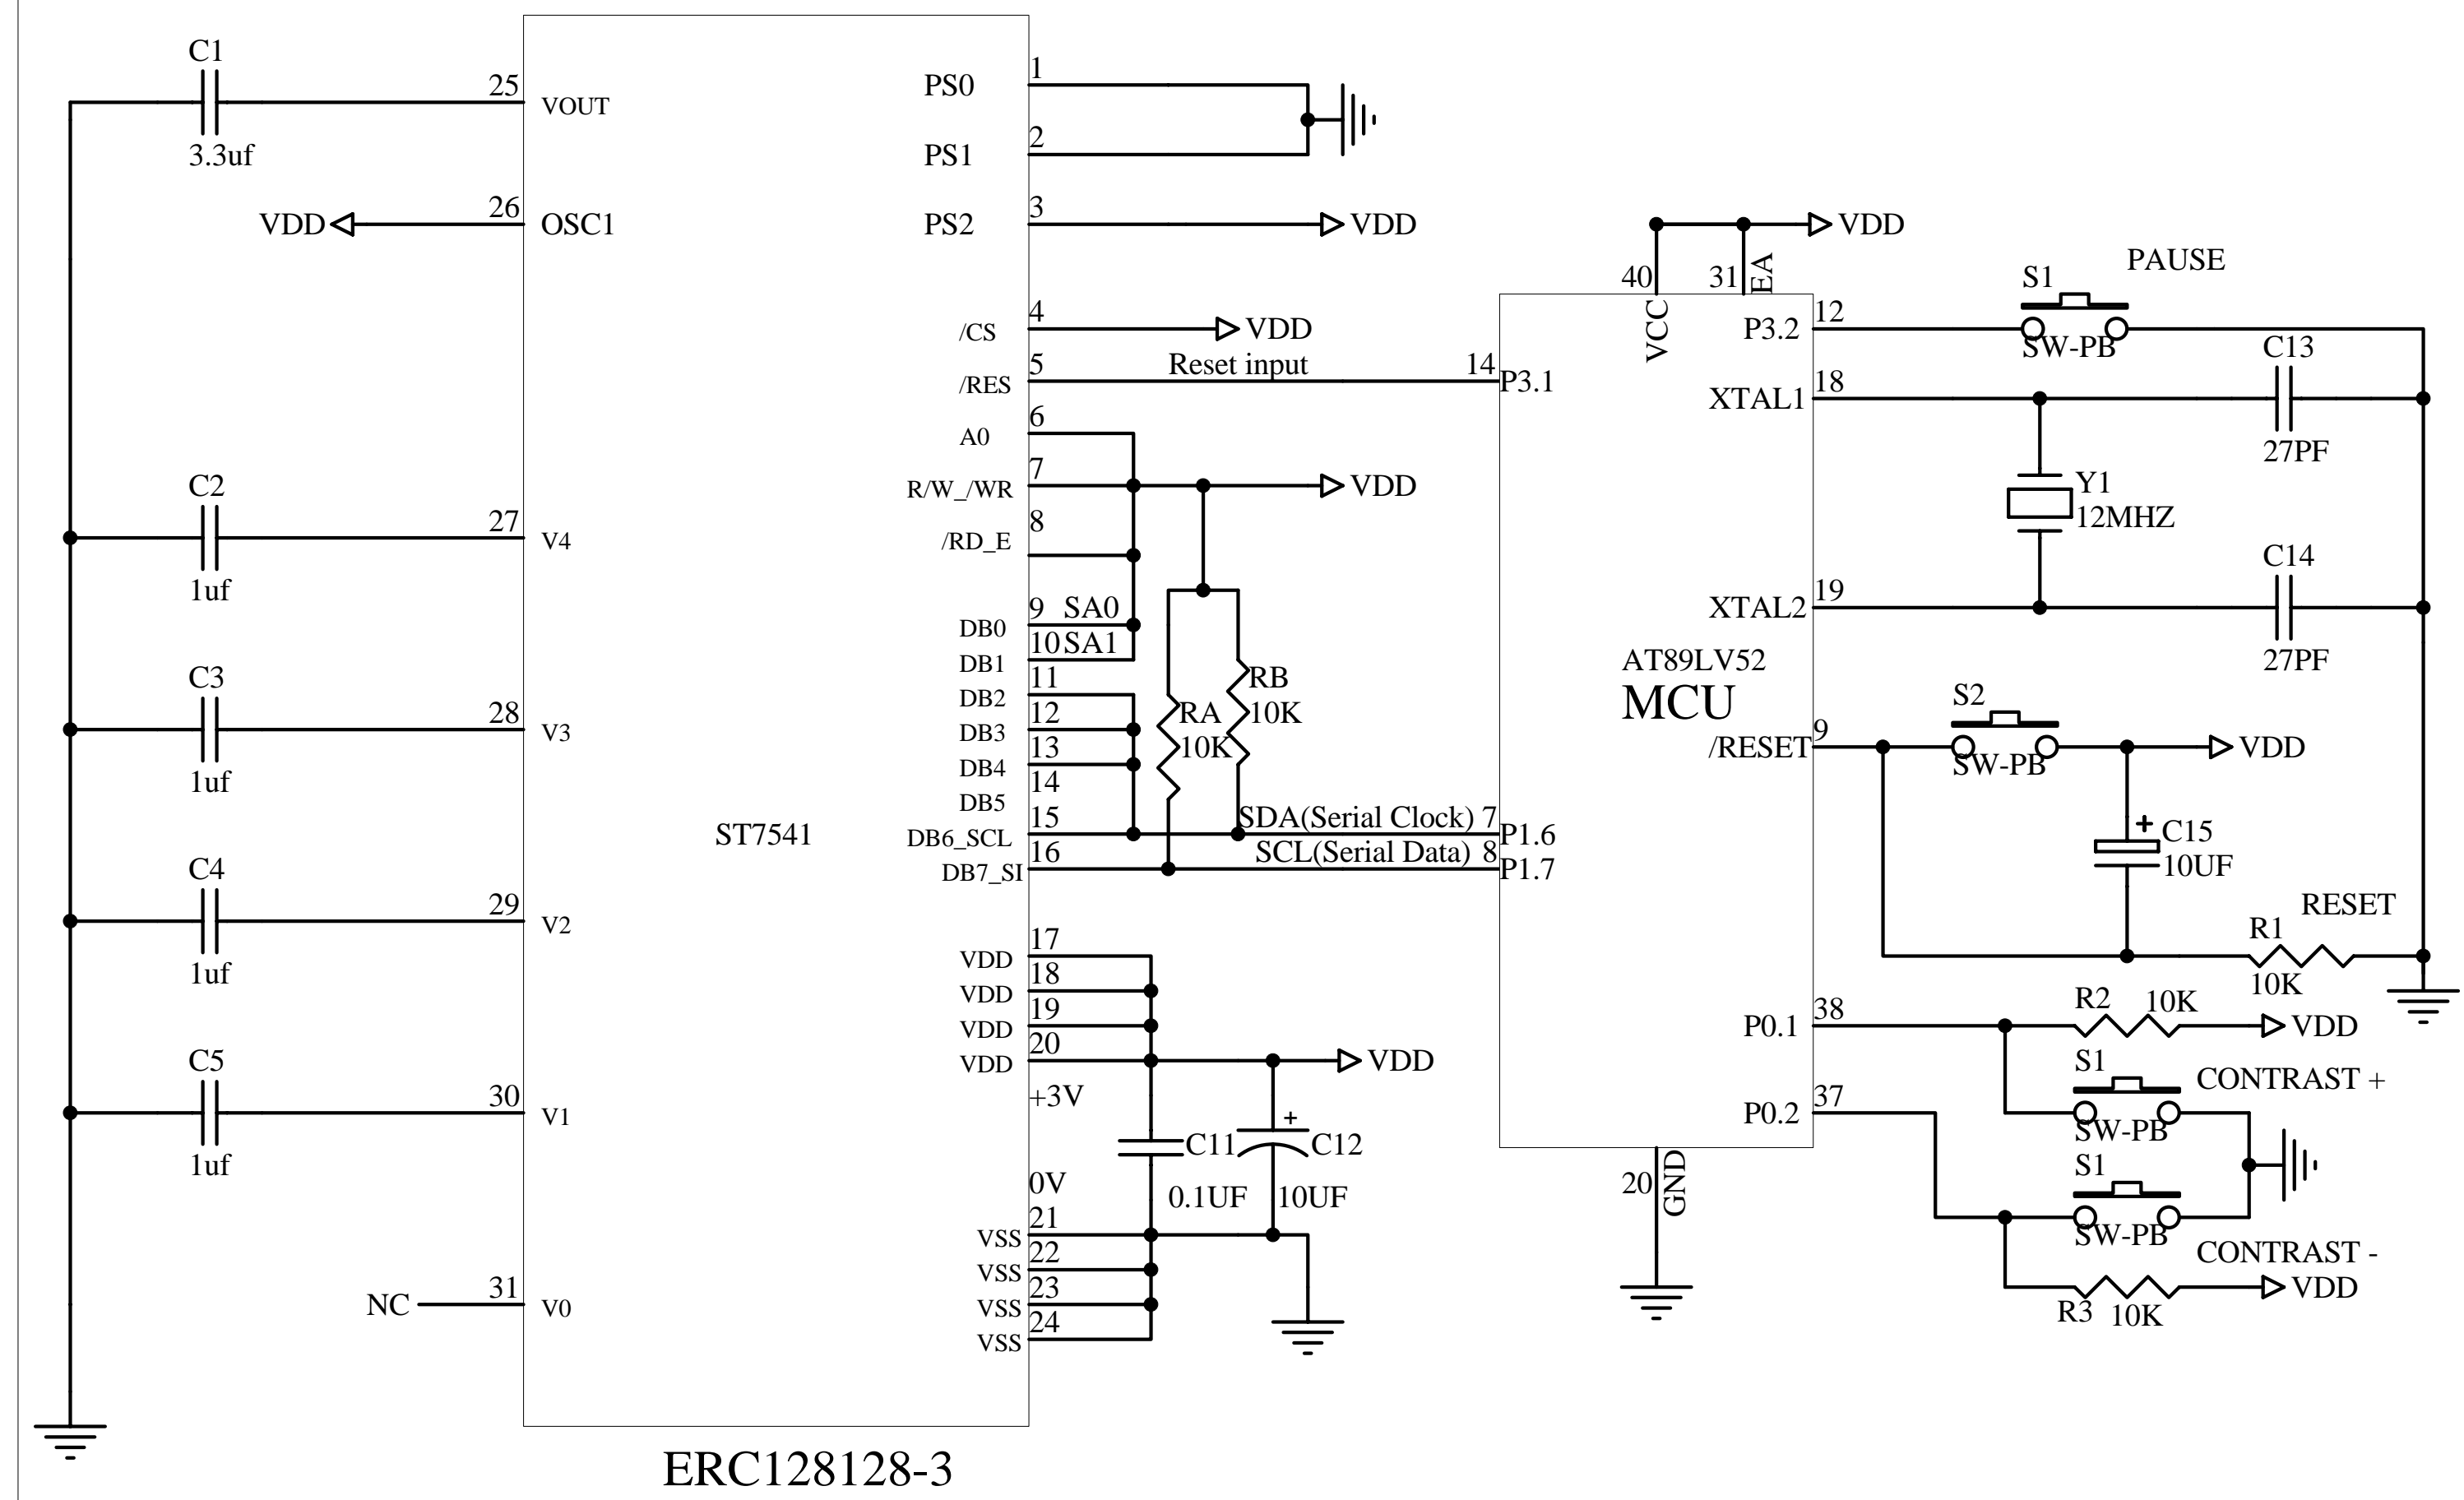 C1
3.3uf
25
VOUT
VDD
26
OSC1
C2
1uf
27
V4
C3
1uf
28
V3
C4
1uf
29
V2
C5
1uf
30
V1
NC
31
V0
ST7541
ERC128128-3
PS0
1
PS1
2
PS2
3
VDD
/CS
4
VDD
/RES
5
Reset input
A0
6
R/W_/WR
7
VDD
/RD_E
8
DB0
9
SA0
DB1
10
SA1
DB2
11
DB3
12
DB4
13
DB5
14
DB6_SCL
15
DB7_SI
16
RA
10K
RB
10K
SDA(Serial Clock)
7
SCL(Serial Data)
8
VDD
17
VDD
18
VDD
19
VDD
20
VDD
+3V
C11
0.1UF
+
C12
10UF
0V
VSS
21
VSS
22
VSS
23
VSS
24
14
P3.1
P1.6
P1.7
40
VCC
31
EA
VDD
AT89LV52
MCU
20
GND
P3.2
12
S1
PAUSE
SW-PB
XTAL1
18
C13
27PF
Y1
12MHZ
XTAL2
19
C14
27PF
/RESET
9
S2
SW-PB
VDD
+
C15
10UF
RESET
R1
10K
P0.1
38
R2
10K
VDD
S1
CONTRAST +
SW-PB
P0.2
37
S1
SW-PB
CONTRAST -
R3
10K
VDD